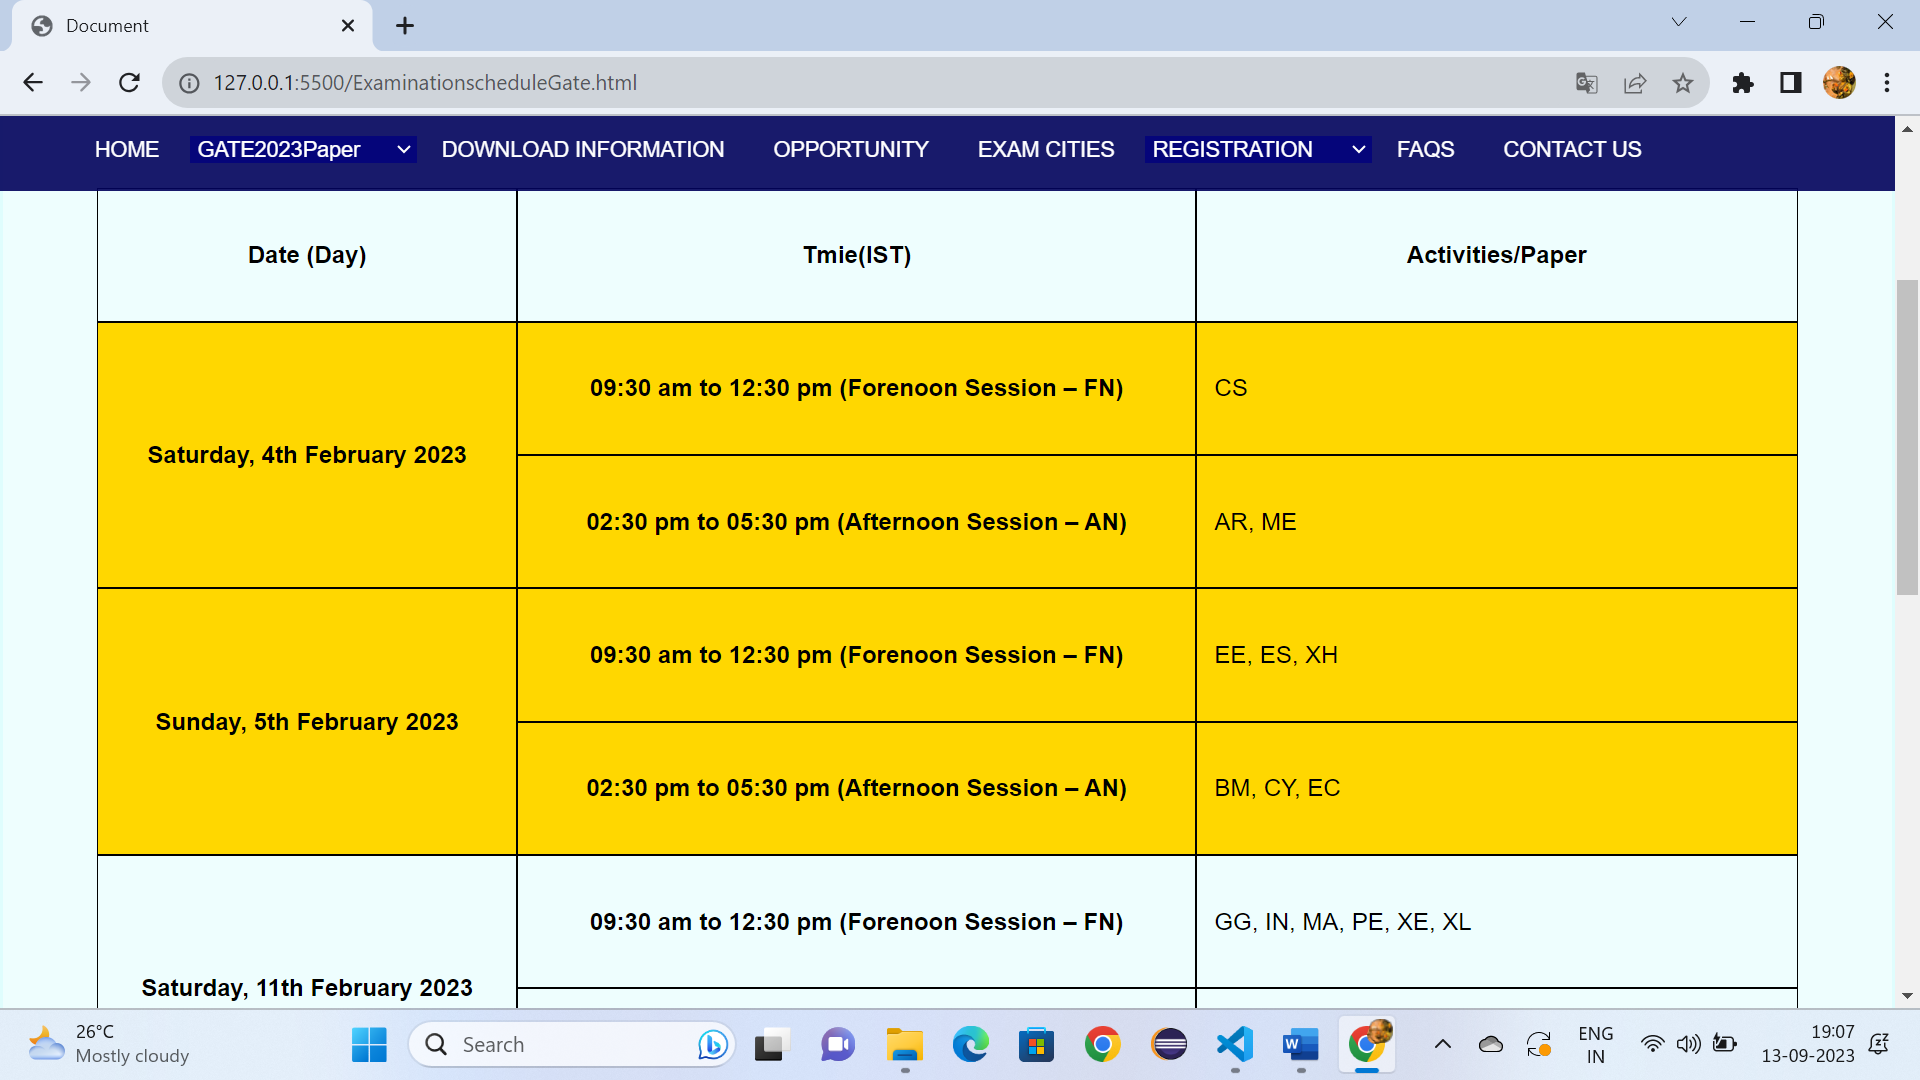 Document
127.0.0.1:5500/ExaminationscheduleGate.html
HOME GATE2023Paper DOWNLOAD INFORMATION OPPORTUNITY EXAM CITIES REGISTRATION FAQS CONTACT US
Date (Day) Tmie(IST) Activities/Paper
09:30 am to 12:30 pm (Forenoon Session – FN) CS
Saturday, 4th February 2023
02:30 pm to 05:30 pm (Afternoon Session – AN) AR, ME
09:30 am to 12:30 pm (Forenoon Session – FN) EE, ES, XH
Sunday, 5th February 2023
02:30 pm to 05:30 pm (Afternoon Session – AN) BM, CY, EC
09:30 am to 12:30 pm (Forenoon Session – FN) GG, IN, MA, PE, XE, XL
Saturday, 11th February 2023
26°C
Mostly cloudy
Search
ENG
IN
19:07
13-09-2023